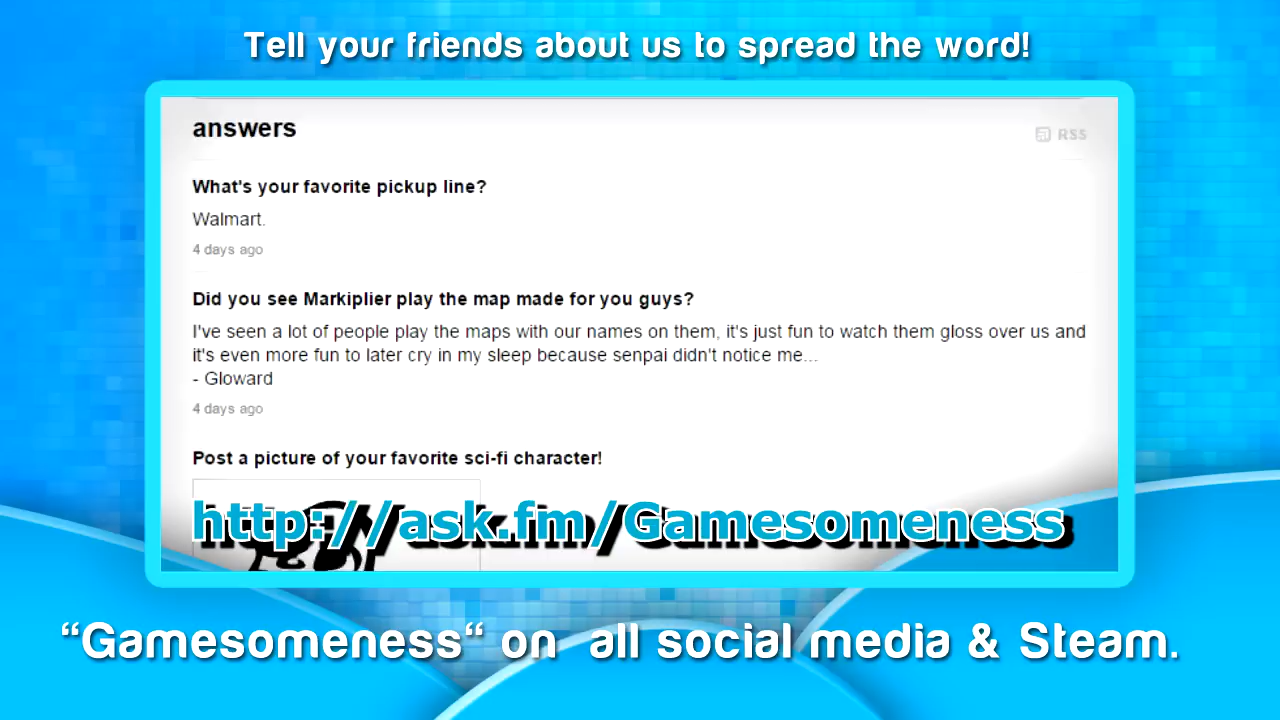 Tell your friends about us to spread the word!
answers
RSS
What's your favorite pickup line?
Walmart.
4 days ago
Did you see Markiplier play the map made for you guys?
I've seen a lot of people play the maps with our names on them, it's just fun to watch them gloss over us and
it's even more fun to later cry in my sleep because senpai didn't notice me...
- Gloward
4 days ago
Post a picture of your favorite sci-fi character!
http://ask.fm/Gamesomeness
“Gamesomeness“ on all social media & Steam.